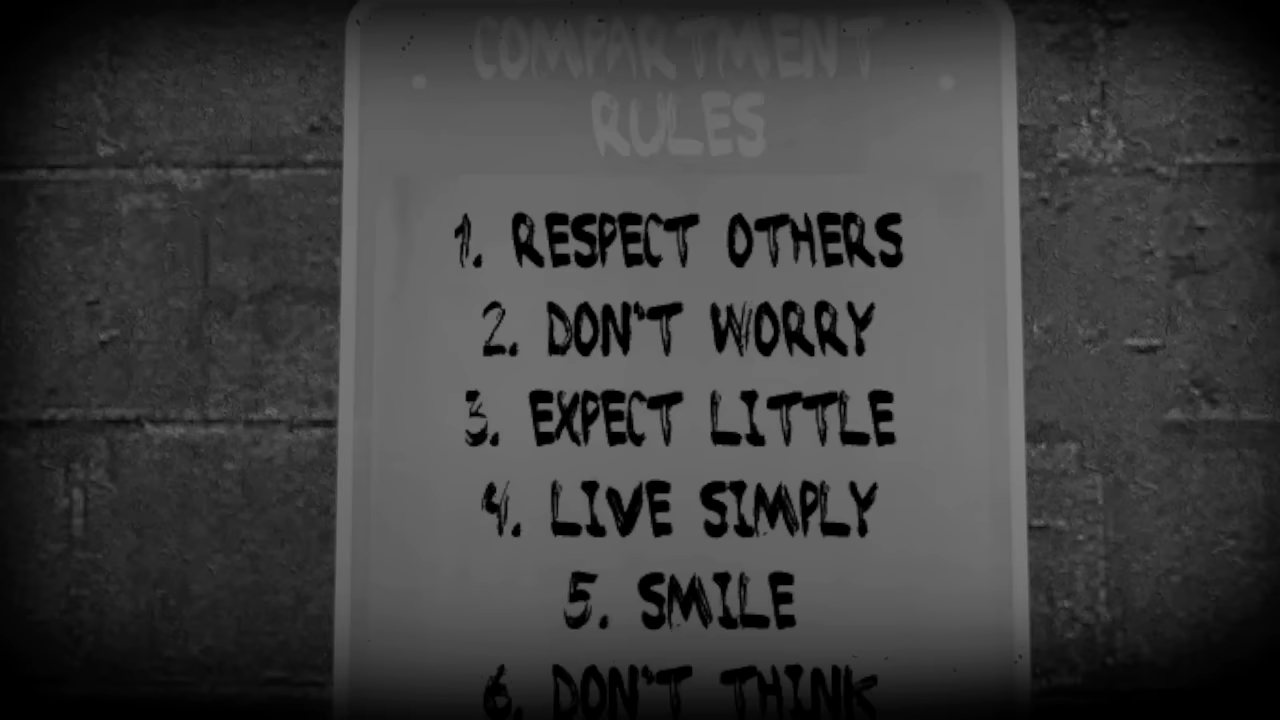 COMPARTMENT
RULES
1. RESPECT OTHERS
2. DON'T WORRY
3. EXPECT LITTLE
4. LIVE SIMPLY
5. SMILE
6. DON'T THINK